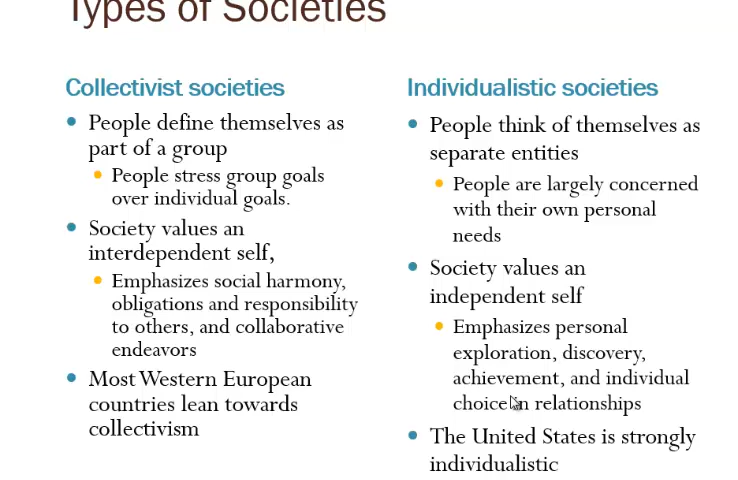 Types of Societies
Collectivist societies
People define themselves as
part of a group
People stress group goals
over individual goals.
Society values an
interdependent self,
Emphasizes social harmony,
obligations and responsibility
to others, and collaborative
endeavors
Most Western European
countries lean towards
collectivism
Individualistic societies
People think of themselves as
separate entities
People are largely concerned
with their own personal
needs
Society values an
independent self
Emphasizes personal
exploration, discovery,
achievement, and individual
choice in relationships
The United States is strongly
individualistic